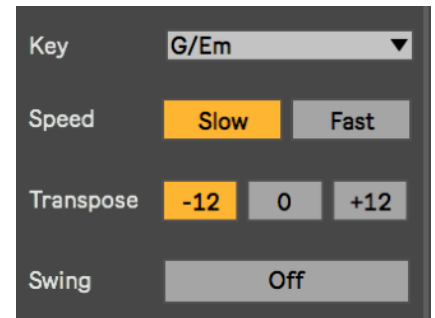 Key G/Em
Speed Slow Fast
Transpose -12 0 +12
Swing Off